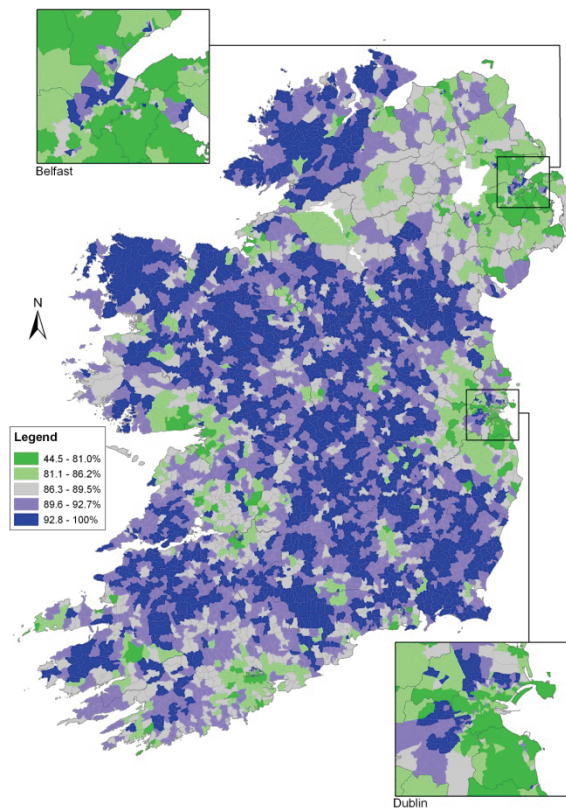 Belfast
N
Legend
44.5 - 81.0%
81.1 - 86.2%
86.3 - 89.5%
89.6 - 92.7%
92.8 - 100%
Dublin